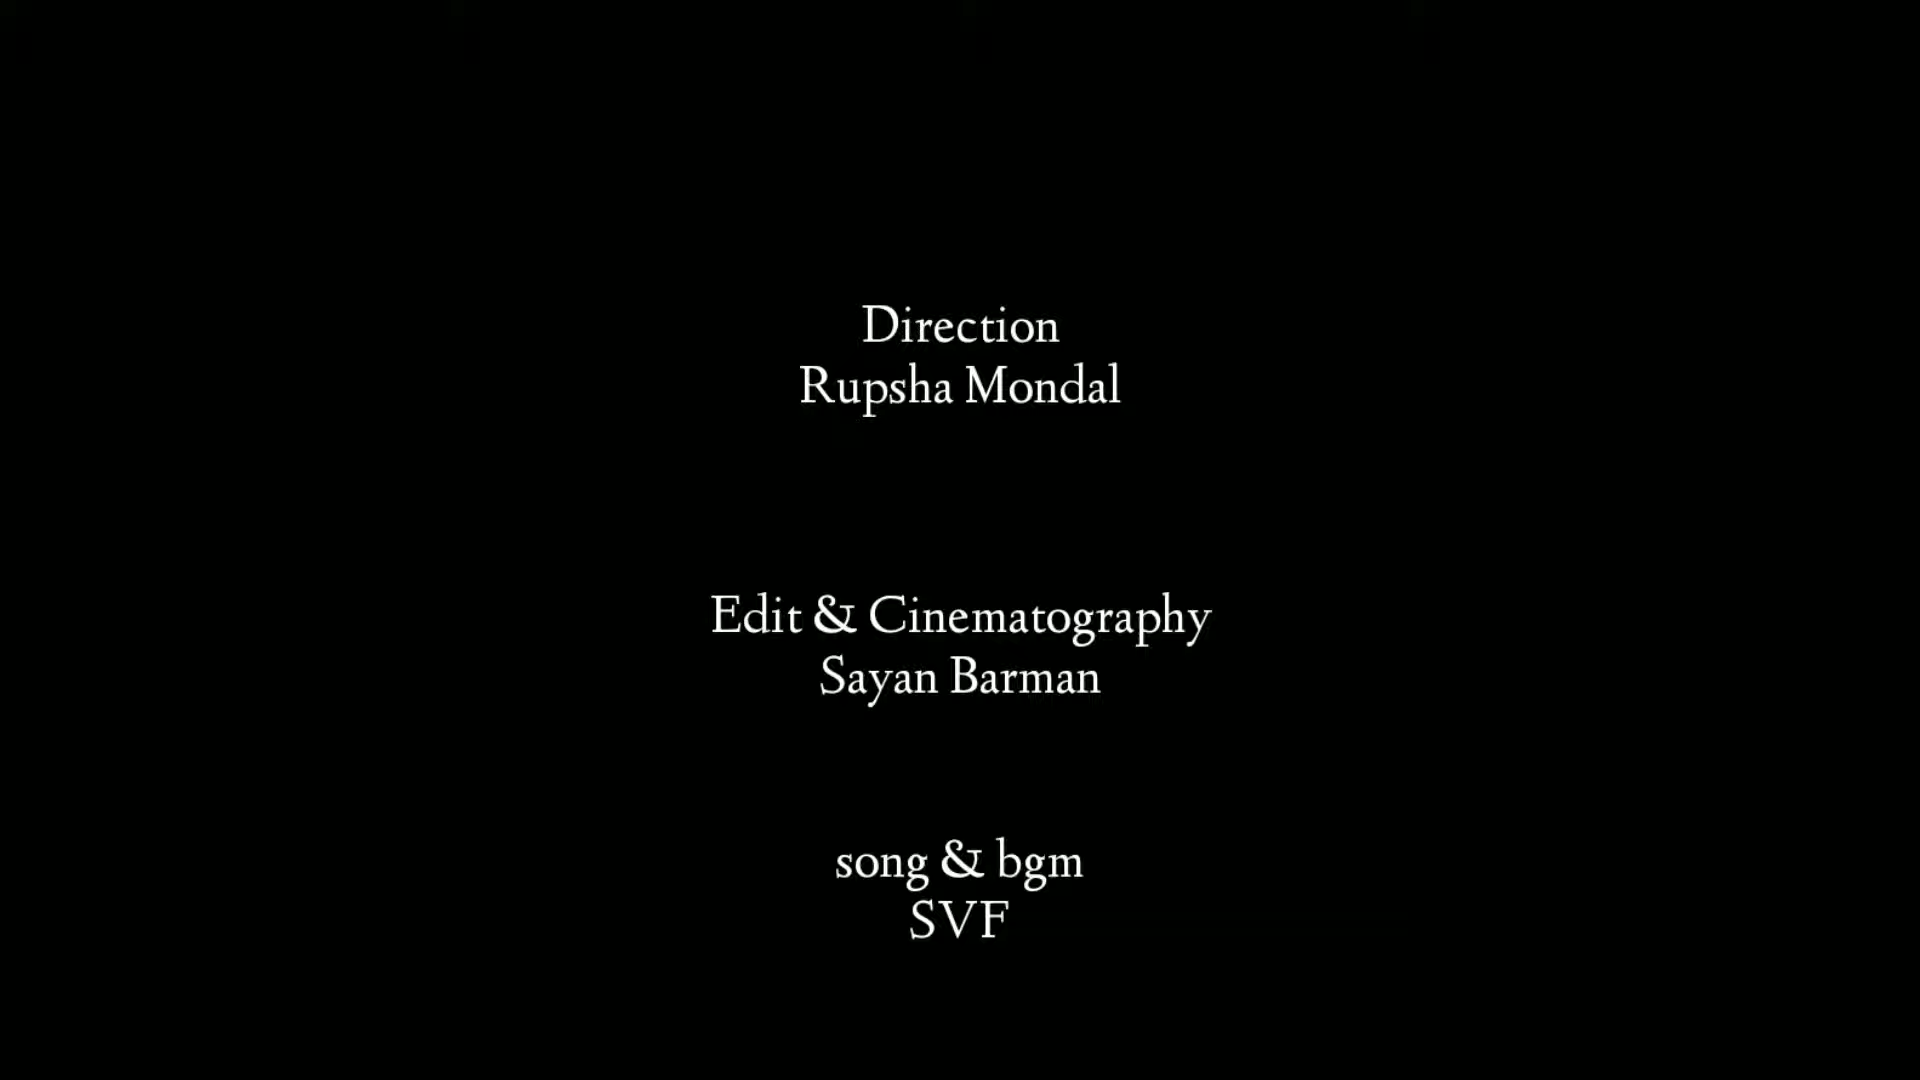 Direction
Rupsha Mondal
Edit & Cinematography
Sayan Barman
song & bgm
SVF